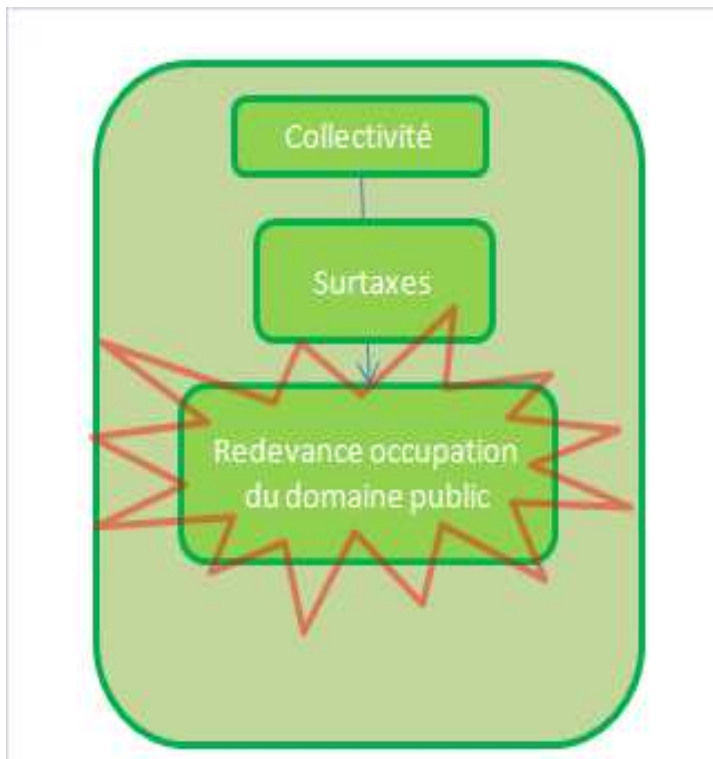 Collectivité
Surtaxes
Redevance occupation
du domaine public